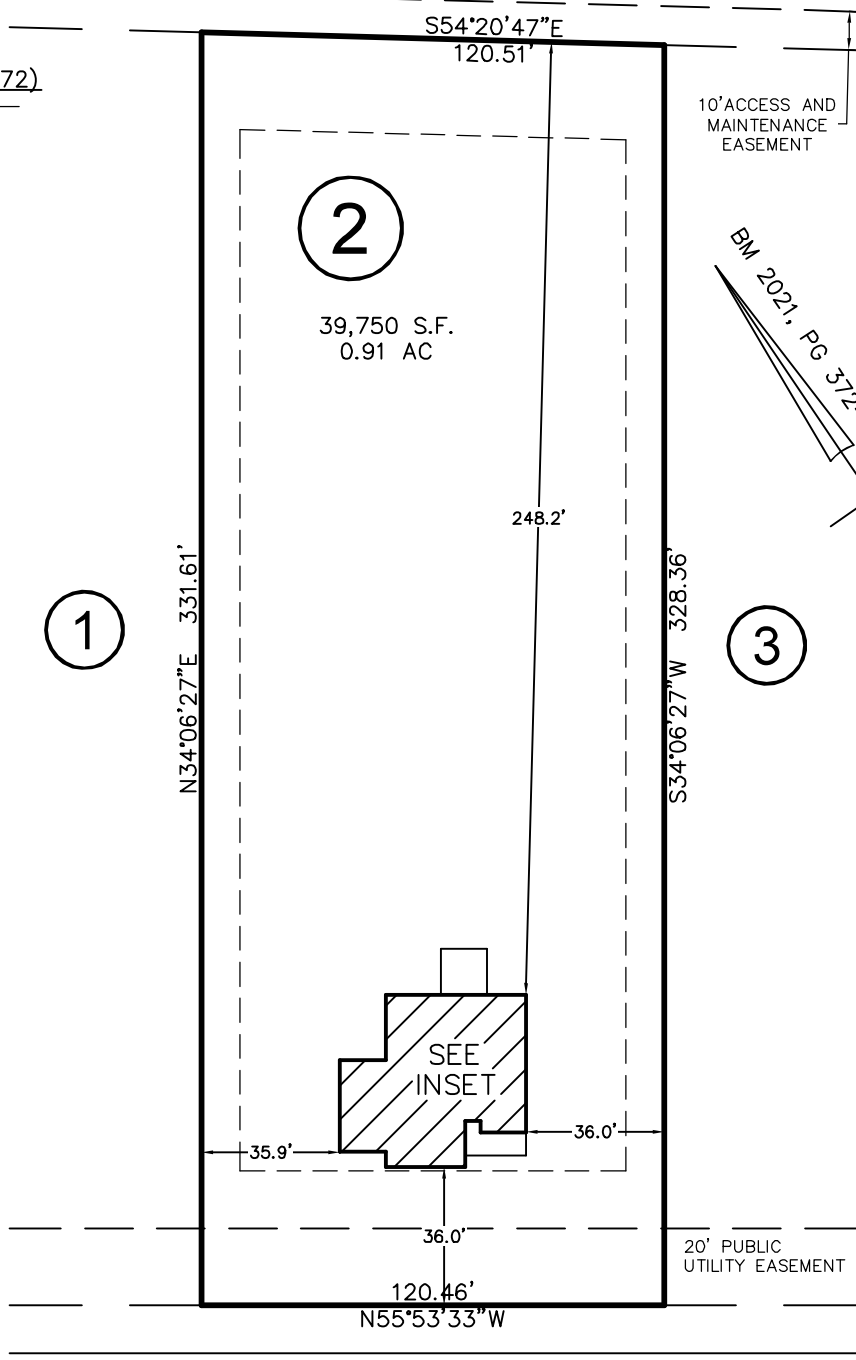 S54°20'47"E
120.51'
72)
10'ACCESS AND
MAINTENANCE
EASEMENT
2
BM 2021, PG 372
39,750 S.F.
0.91 AC
248.2'
N34°06'27"E 331.61'
S34°06'27"W 328.36'
1
3
SEE
INSET
35.9'
36.0'
36.0'
20' PUBLIC
UTILITY EASEMENT
120.46'
N55°53'33"W